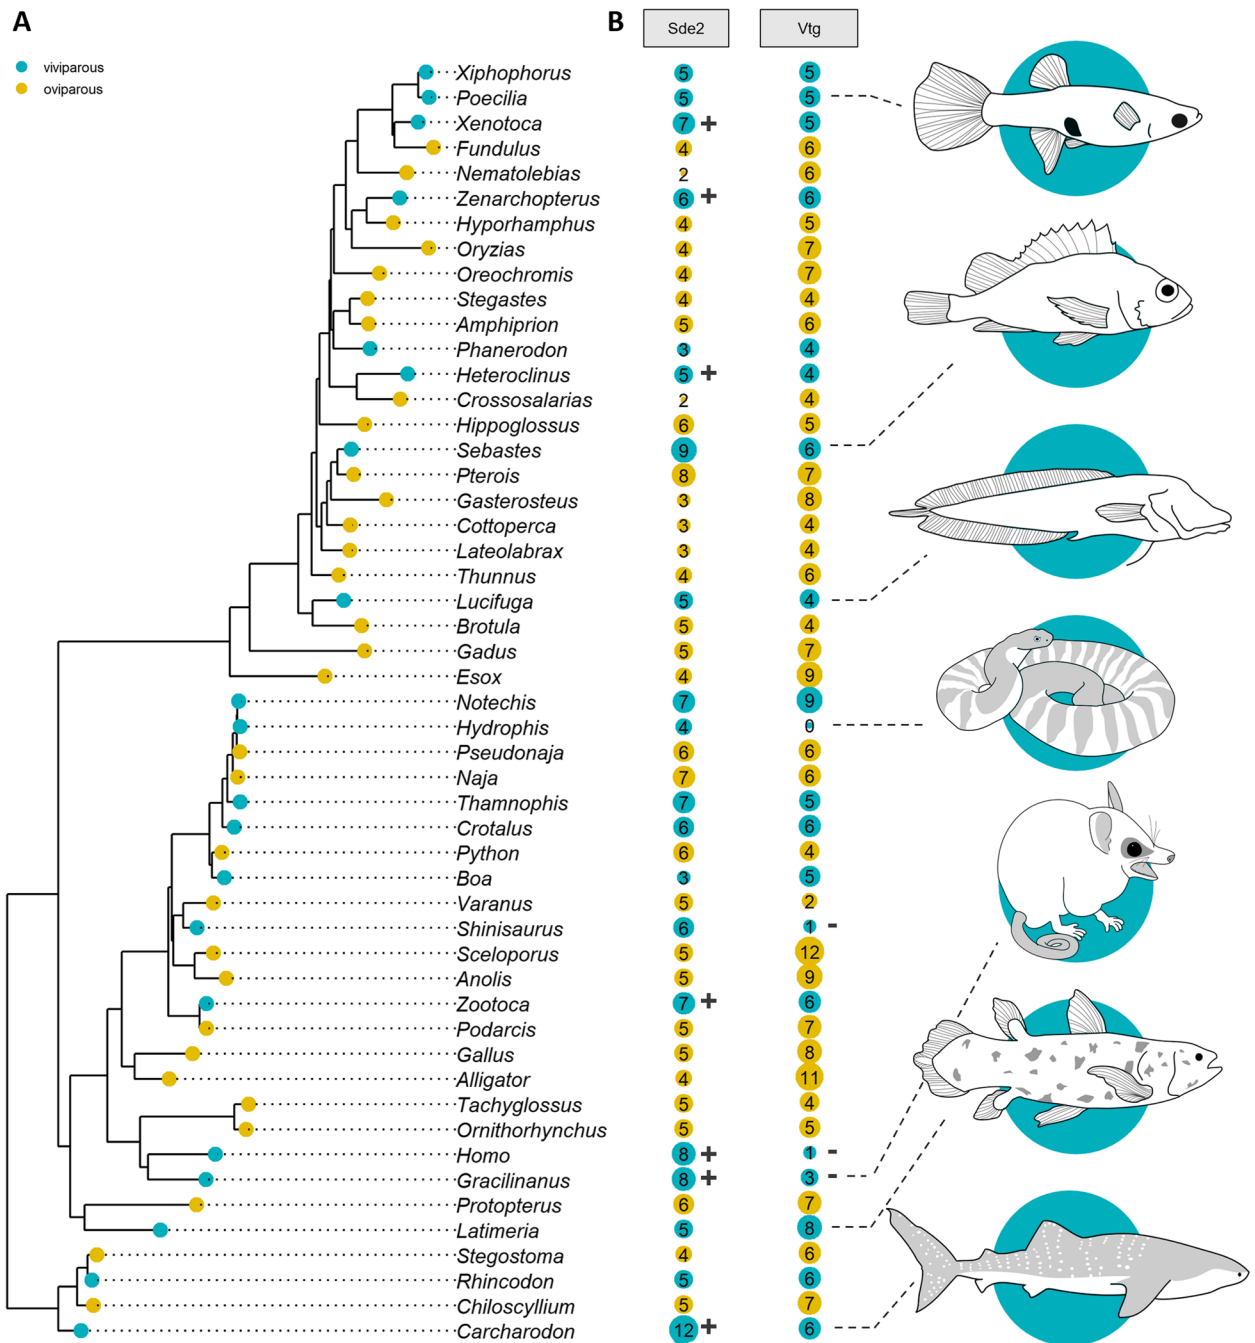 A
B
Sde2 Vtg
viviparous
oviparous
Xiphophorus 5 5
Poecilia 5 5
Xenotoca 7 + 5
Fundulus 4 6
Nematolebias 2 6
Zenarchopterus 6 + 6
Hyporhamphus 4 5
Oryzias 4 7
Oreochromis 4 7
Stegastes 4 4
Amphiprion 5 6
Phanerodon 3 4
Heteroclinus 5 + 4
Crossosalarias 2 4
Hippoglossus 6 5
Sebastes 9 6
Pterois 8 7
Gasterosteus 3 8
Cottoperca 3 4
Lateolabrax 3 4
Thunnus 4 6
Lucifuga 5 4
Brotula 5 4
Gadus 5 7
Esox 4 9
Notechis 7 9
Hydrophis 4 0
Pseudonaja 6 6
Naja 7 6
Thamnophis 7 5
Crotalus 6 6
Python 6 4
Boa 3 5
Varanus 5 2
Shinisaurus 6 1 -
Sceloporus 5 12
Anolis 5 9
Zootoca 7 + 6
Podarcis 5 7
Gallus 5 8
Alligator 4 11
Tachyglossus 5 4
Ornithorhynchus 5 5
Homo 8 + 1 -
Gracilinanus 8 + 3 -
Protopterus 6 7
Latimeria 5 8
Stegostoma 4 6
Rhincodon 5 6
Chiloscyllium 5 7
Carcharodon 12 + 6